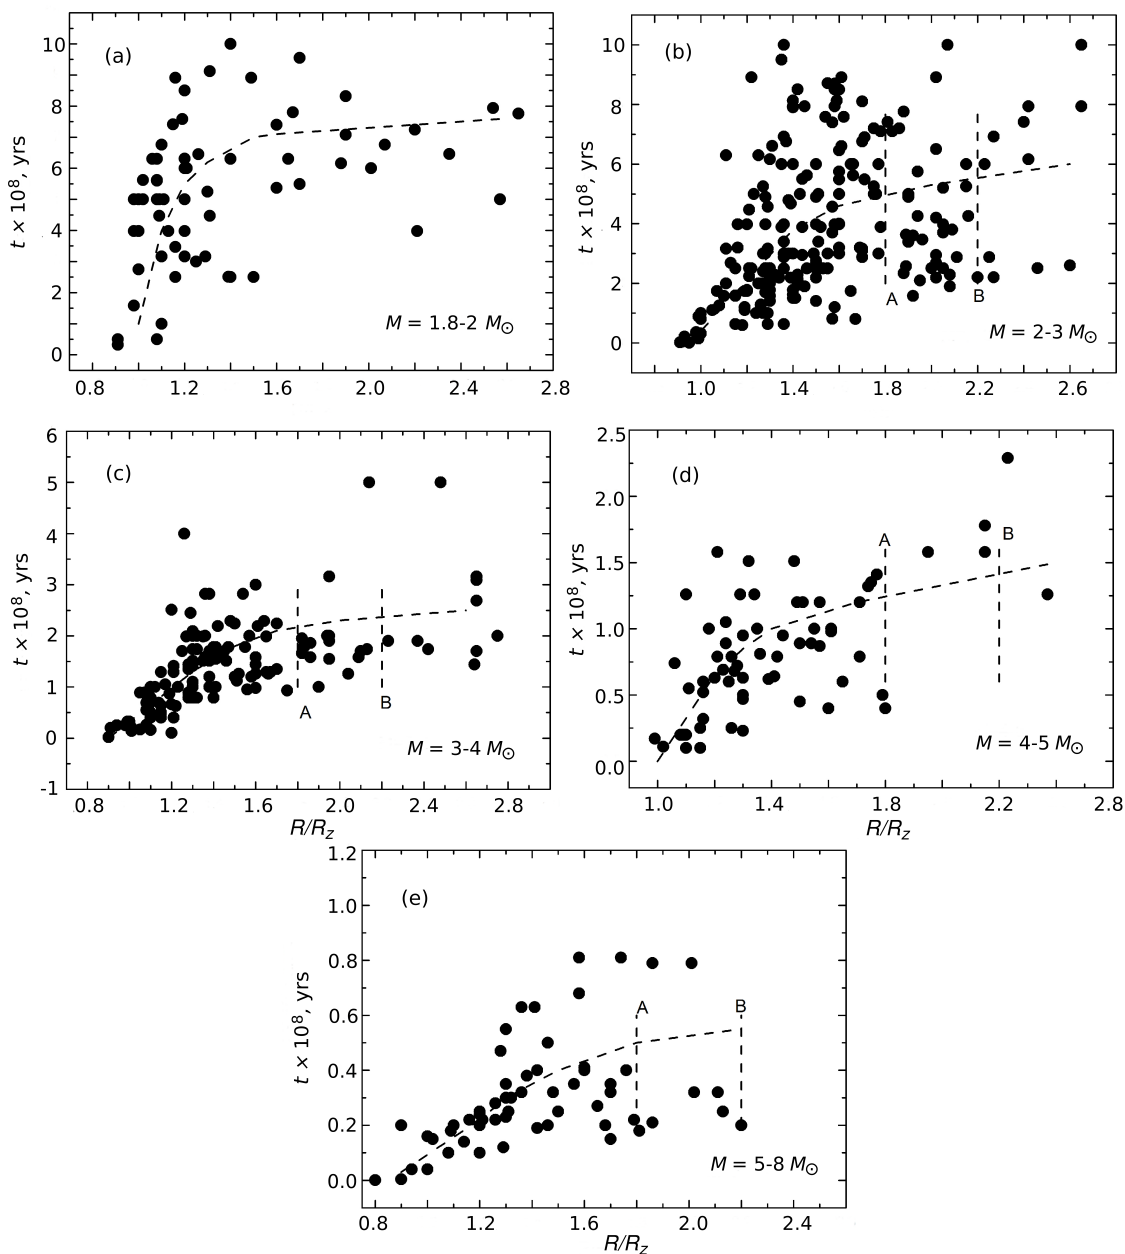 (a)
t × 10⁸, yrs
10
8
6
4
2
0
M = 1.8-2 M⊙
0.8 1.2 1.6 2.0 2.4 2.8
(b)
t × 10⁸, yrs
10
8
6
4
2
0
A
B
M = 2-3 M⊙
1.0 1.4 1.8 2.2 2.6
(c)
t × 10⁸, yrs
6
5
4
3
2
1
0
-1
A
B
M = 3-4 M⊙
0.8 1.2 1.6 2.0 2.4 2.8
R/Rz
(d)
t × 10⁸, yrs
2.5
2.0
1.5
1.0
0.5
0.0
A
B
M = 4-5 M⊙
1.0 1.4 1.8 2.2 2.8
R/Rz
(e)
t × 10⁸, yrs
1.2
1.0
0.8
0.6
0.4
0.2
0.0
A
B
M = 5-8 M⊙
0.8 1.2 1.6 2.0 2.4
R/Rz